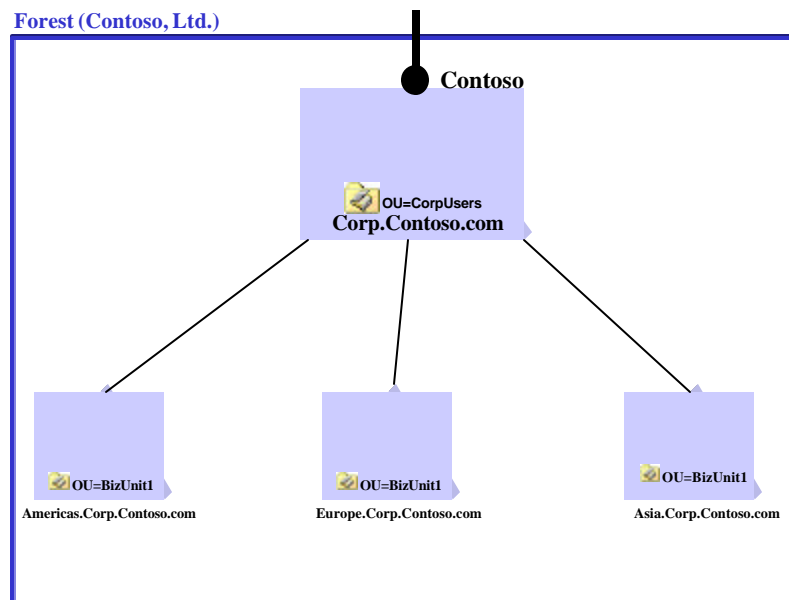 Forest (Contoso, Ltd.)
Contoso
OU=CorpUsers
Corp.Contoso.com
OU=BizUnit1
OU=BizUnit1
OU=BizUnit1
Americas.Corp.Contoso.com
Europe.Corp.Contoso.com
Asia.Corp.Contoso.com